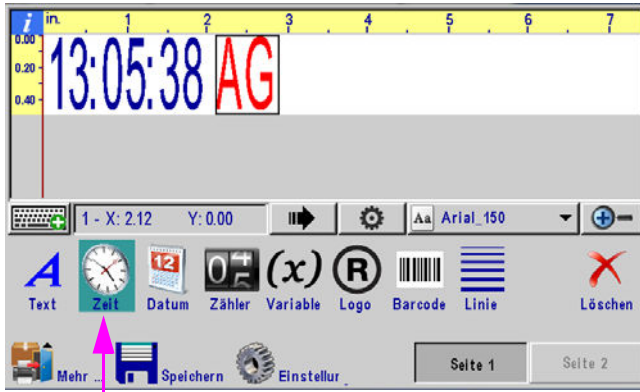 i in. 1 2 3 4 5 6 7
0.00
0.20
0.40
13:05:38 AG
1 - X: 2.12 Y: 0.00 Aa Arial_150
A 12 04 (x) R
Text Zeit Datum Zähler Variable Logo Barcode Linie Löschen
Mehr ... Speichern Einstellur Seite 1 Seite 2